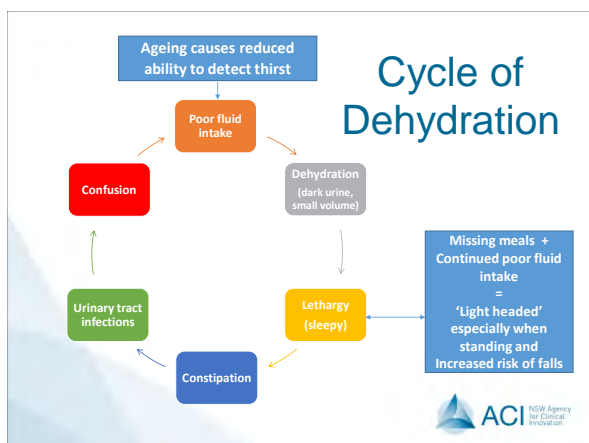 Ageing causes reduced
ability to detect thirst
Cycle of
Dehydration
Poor fluid
intake
Dehydration
(dark urine,
small volume)
Missing meals +
Continued poor fluid
intake
=
‘Light headed’
especially when
standing and
Increased risk of falls
Lethargy
(sleepy)
Constipation
Urinary tract
infections
Confusion
ACI
NSW Agency
for Clinical
Innovation